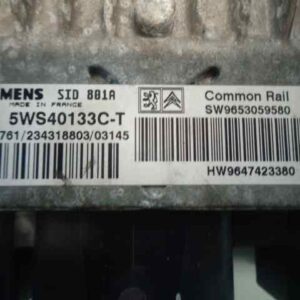 MENS SID 801A
MADE IN FRANCE
5WS40133C-T
761/234318803/03145
Common Rail
SW9653059580
HW9647423380